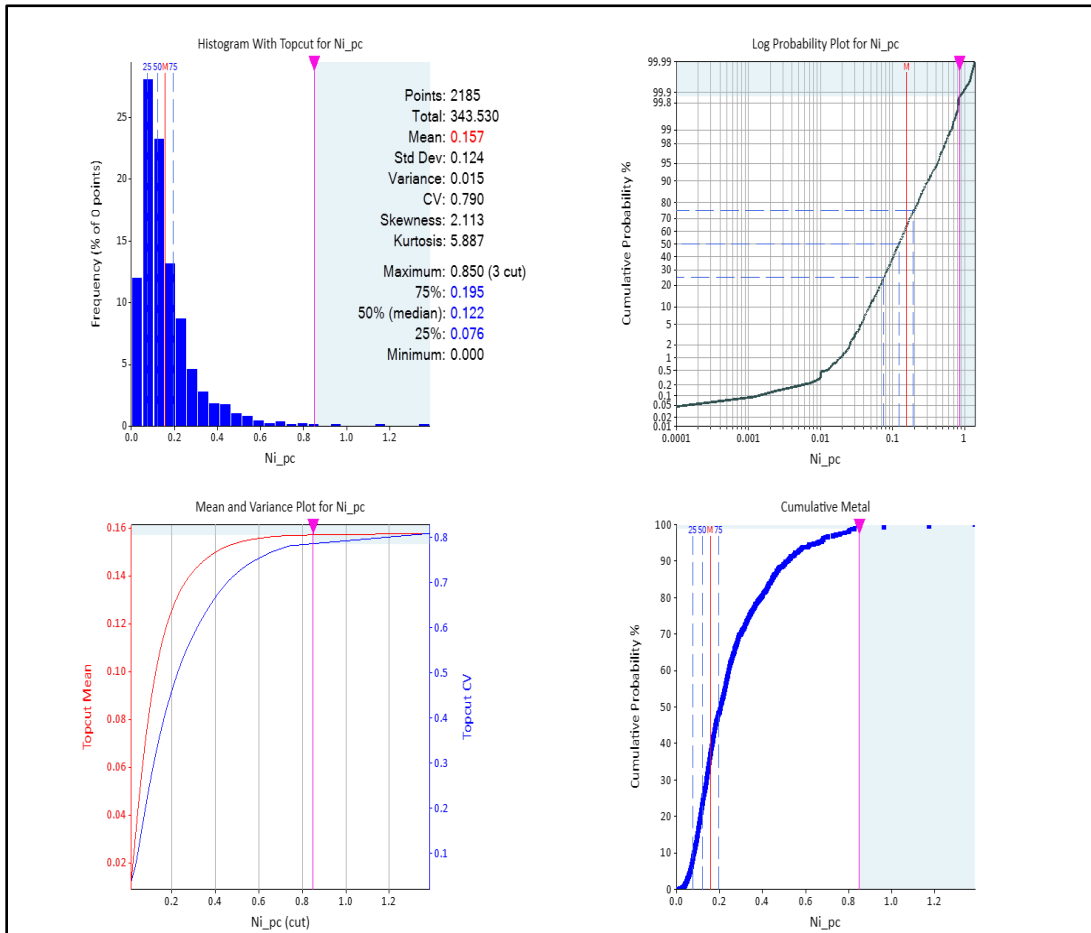 Histogram With Topcut for Ni_pc
25 50 M 75
Points: 2185
Total: 343.530
Mean: 0.157
Std Dev: 0.124
Variance: 0.015
CV: 0.790
Skewness: 2.113
Kurtosis: 5.887
Maximum: 0.850 (3 cut)
75%: 0.195
50% (median): 0.122
25%: 0.076
Minimum: 0.000
Frequency (% of 0 points)
25
20
15
10
5
0
0.0 0.2 0.4 0.6 0.8 1.0 1.2
Ni_pc
Log Probability Plot for Ni_pc
M
Cumulative Probability %
99.99
99.9
99.8
99
98
95
90
80
70
60
50
40
30
20
10
5
2
1
0.5
0.2
0.1
0.05
0.02
0.01
0.0001 0.001 0.01 0.1 1
Ni_pc
Mean and Variance Plot for Ni_pc
Topcut Mean
0.16
0.14
0.12
0.10
0.08
0.06
0.04
0.02
0.8
0.7
0.6
0.5
0.4
0.3
0.2
0.1
Topcut CV
0.2 0.4 0.6 0.8 1.0 1.2
Ni_pc (cut)
Cumulative Metal
25 50 M 75
Cumulative Probability %
100
90
80
70
60
50
40
30
20
10
0
0.0 0.2 0.4 0.6 0.8 1.0 1.2
Ni_pc